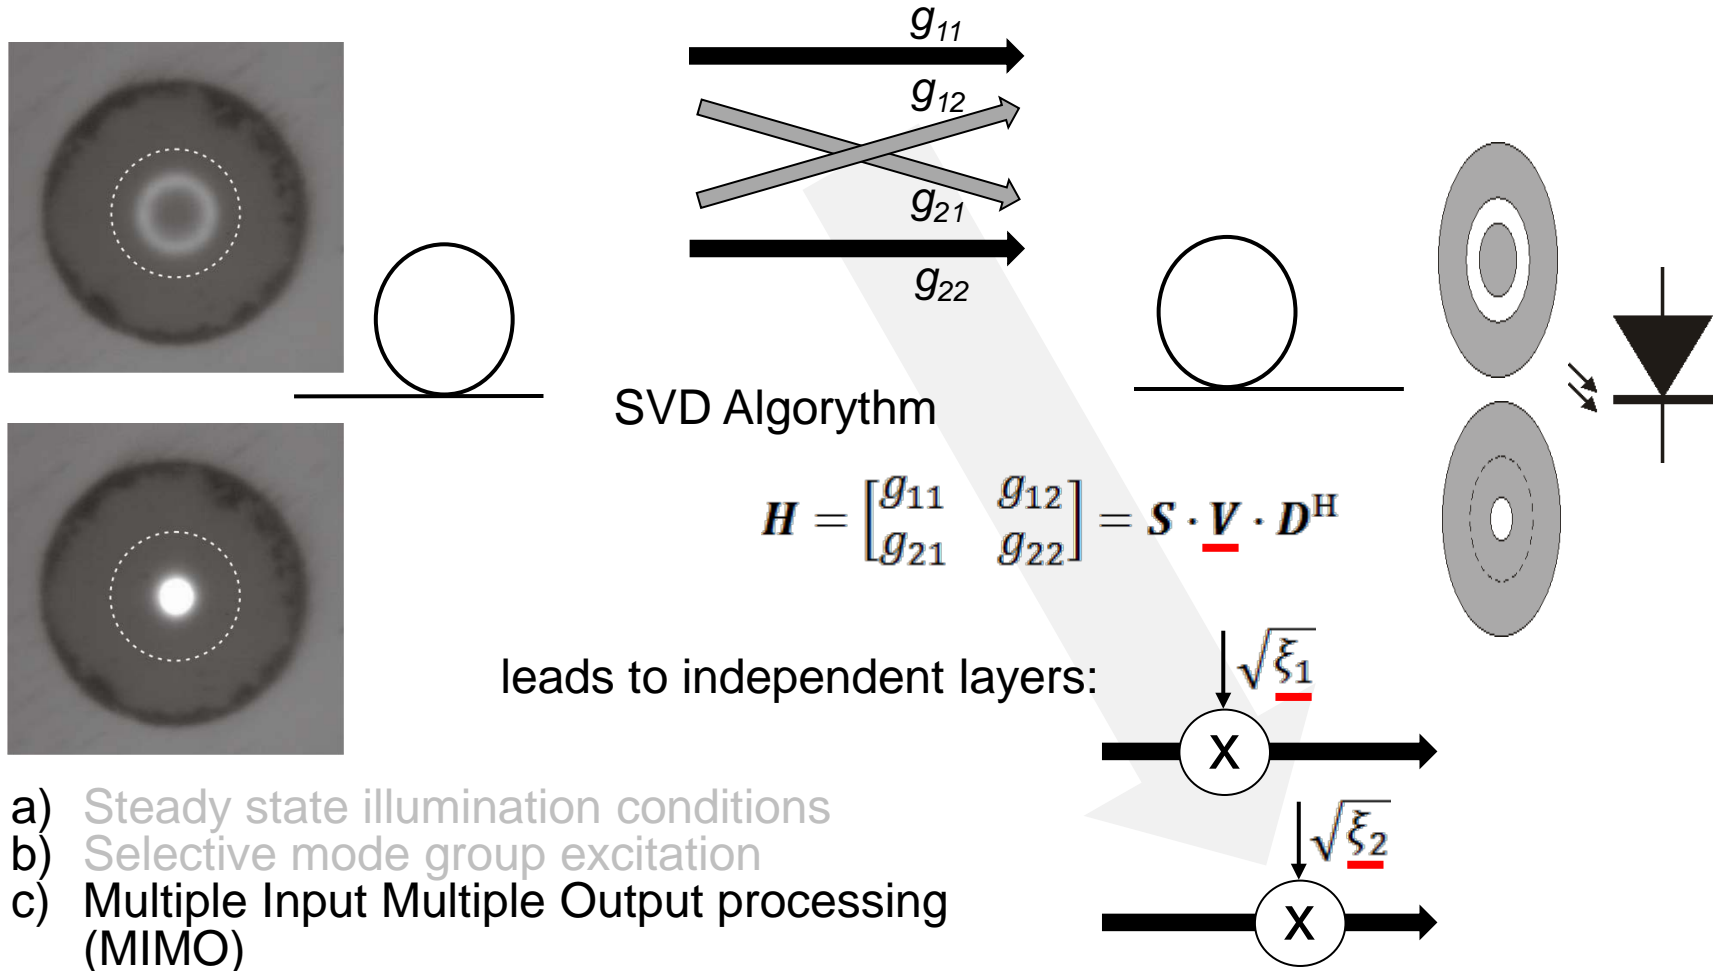 g11
g12
g21
g22
SVD Algorythm
H = [g11 g12
g21 g22] = S · V · D^H
leads to independent layers:
√ξ1
X
√ξ2
X
a) Steady state illumination conditions
b) Selective mode group excitation
c) Multiple Input Multiple Output processing
(MIMO)